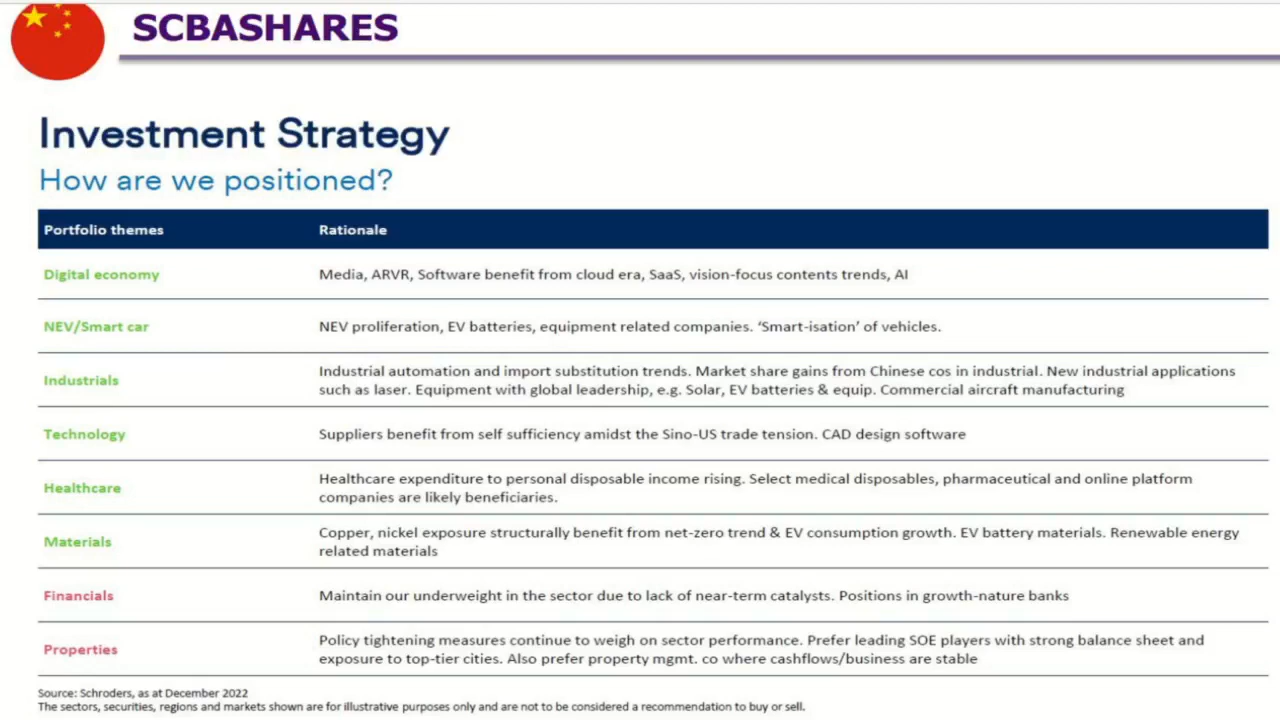 SCBASHARES
Investment Strategy
How are we positioned?
Portfolio themes Rationale
Digital economy Media, ARVR, Software benefit from cloud era, SaaS, vision-focus contents trends, AI
NEV/Smart car NEV proliferation, EV batteries, equipment related companies. ‘Smart-isation’ of vehicles.
Industrials Industrial automation and import substitution trends. Market share gains from Chinese cos in industrial. New industrial applications
such as laser. Equipment with global leadership, e.g. Solar, EV batteries & equip. Commercial aircraft manufacturing
Technology Suppliers benefit from self sufficiency amidst the Sino-US trade tension. CAD design software
Healthcare Healthcare expenditure to personal disposable income rising. Select medical disposables, pharmaceutical and online platform
companies are likely beneficiaries.
Materials Copper, nickel exposure structurally benefit from net-zero trend & EV consumption growth. EV battery materials. Renewable energy
related materials
Financials Maintain our underweight in the sector due to lack of near-term catalysts. Positions in growth-nature banks
Properties Policy tightening measures continue to weigh on sector performance. Prefer leading SOE players with strong balance sheet and
exposure to top-tier cities. Also prefer property mgmt. co where cashflows/business are stable
Source: Schroders, as at December 2022
The sectors, securities, regions and markets shown are for illustrative purposes only and are not to be considered a recommendation to buy or sell.